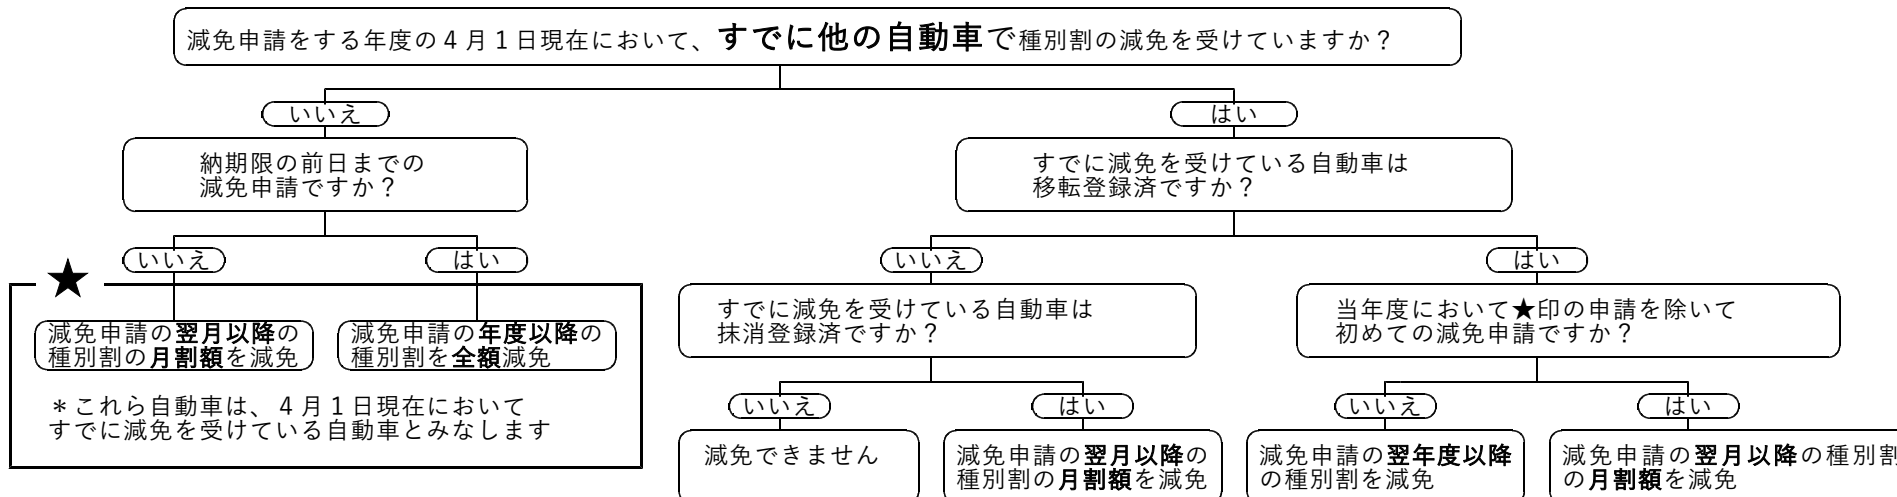 減免申請をする年度の４月１日現在において、すでに他の自動車で種別割の減免を受けていますか？
いいえ
はい
納期限の前日までの
減免申請ですか？
すでに減免を受けている自動車は
移転登録済ですか？
いいえ
はい
いいえ
はい
★
減免申請の翌月以降の
種別割の月割額を減免
減免申請の年度以降の
種別割を全額減免
＊これら自動車は、４月１日現在において
すでに減免を受けている自動車とみなします
すでに減免を受けている自動車は
抹消登録済ですか？
当年度において★印の申請を除いて
初めての減免申請ですか？
いいえ
はい
いいえ
はい
減免できません
減免申請の翌月以降の
種別割の月割額を減免
減免申請の翌年度以降
の種別割を減免
減免申請の翌月以降の種別割
の月割額を減免